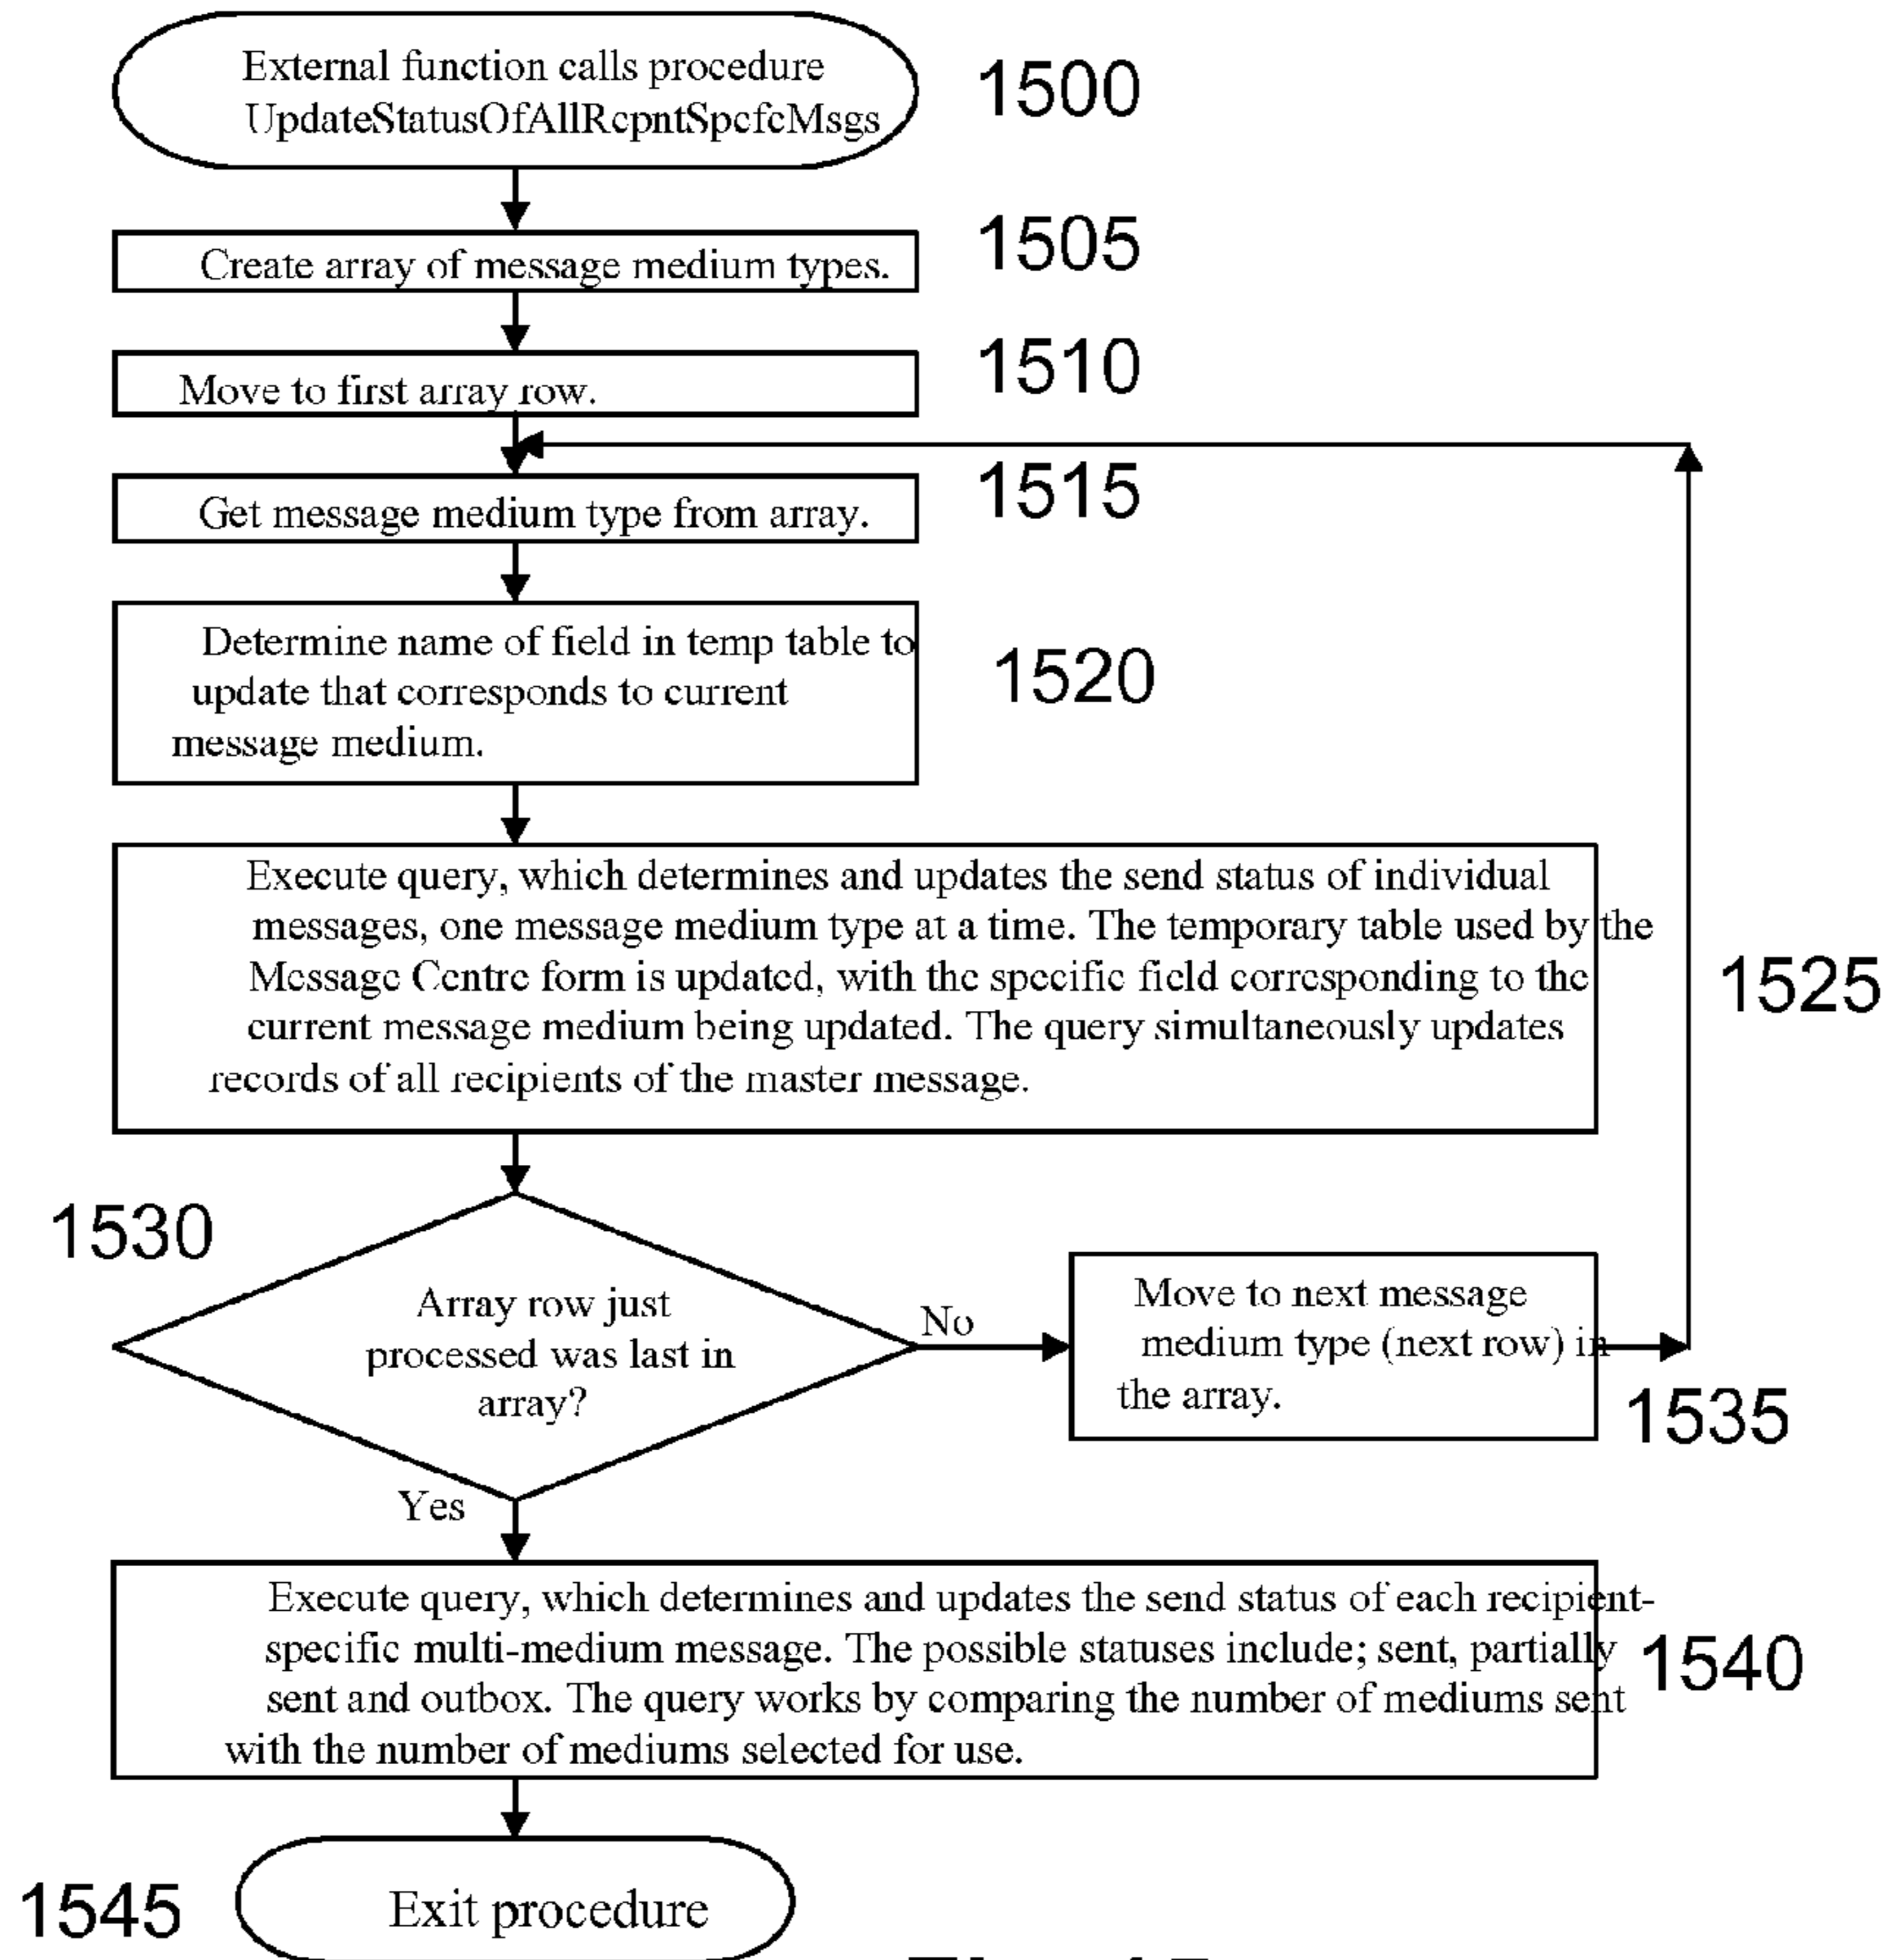 External function calls procedure
UpdateStatusOfAllRcpntSpcfcMsgs
1500
Create array of message medium types.
1505
Move to first array row.
1510
Get message medium type from array.
1515
Determine name of field in temp table to
update that corresponds to current
message medium.
1520
Execute query, which determines and updates the send status of individual
messages, one message medium type at a time. The temporary table used by the
Message Centre form is updated, with the specific field corresponding to the
current message medium being updated. The query simultaneously updates
records of all recipients of the master message.
1525
1530
Array row just
processed was last in
array?
No
Move to next message
medium type (next row) in
the array.
1535
Yes
Execute query, which determines and updates the send status of each recipient-
specific multi-medium message. The possible statuses include; sent, partially
sent and outbox. The query works by comparing the number of mediums sent
with the number of mediums selected for use.
1540
1545
Exit procedure